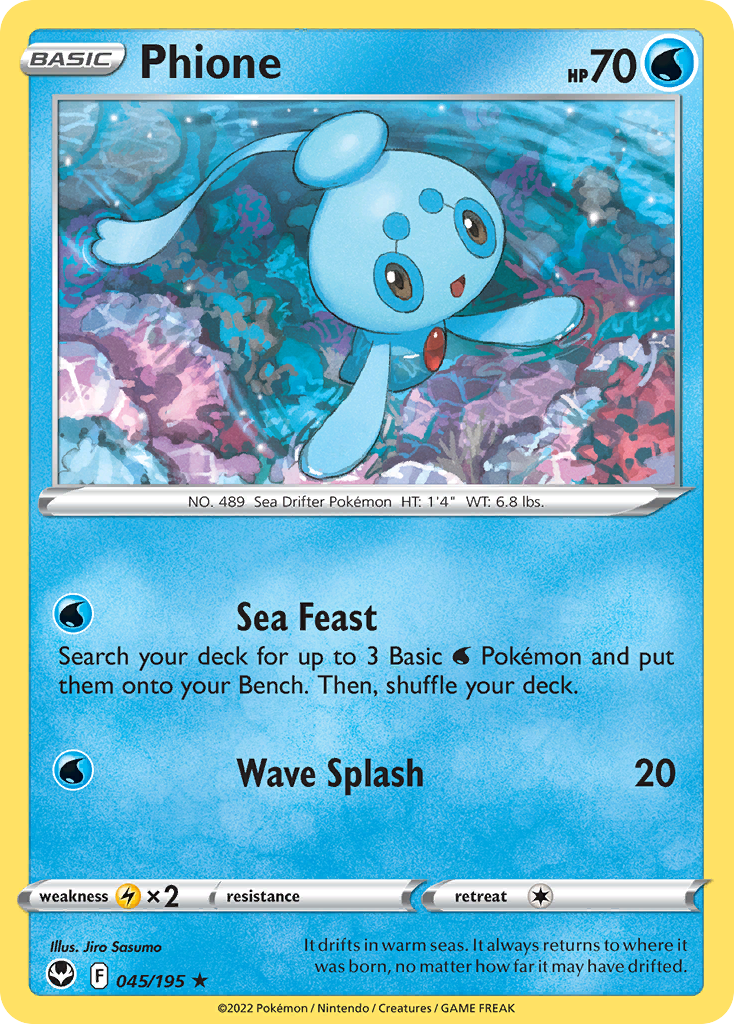 BASIC Phione HP70
NO. 489 Sea Drifter Pokémon HT: 1'4" WT: 6.8 lbs.
Sea Feast
Search your deck for up to 3 Basic Pokémon and put
them onto your Bench. Then, shuffle your deck.
Wave Splash 20
weakness ×2 resistance retreat
Illus. Jiro Sasumo
It drifts in warm seas. It always returns to where it
was born, no matter how far it may have drifted.
F 045/195 ★
©2022 Pokémon / Nintendo / Creatures / GAME FREAK